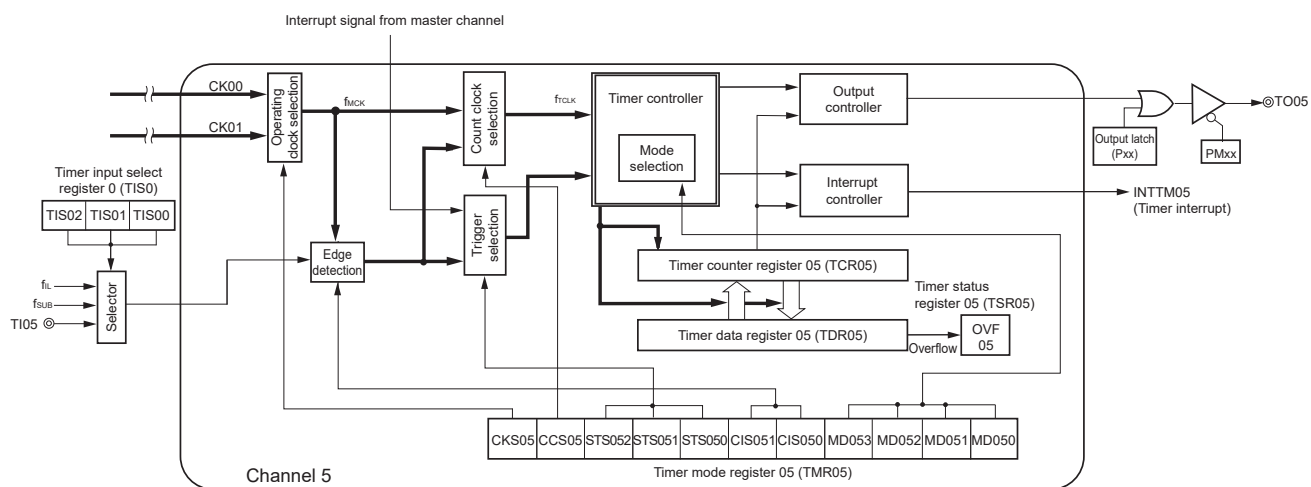 Interrupt signal from master channel
CK00
CK01
Operating
clock selection
fMCK
Count clock
selection
fTCLK
Timer controller
Mode
selection
Output
controller
TO05
Output latch
(Pxx)
PMxx
Interrupt
controller
INTTM05
(Timer interrupt)
Timer input select
register 0 (TIS0)
TIS02 TIS01 TIS00
Trigger
selection
Edge
detection
fIL
fSUB
TI05
Selector
Timer counter register 05 (TCR05)
Timer status
register 05 (TSR05)
Timer data register 05 (TDR05)
Overflow
OVF
05
CKS05 CCS05 STS052 STS051 STS050 CIS051 CIS050 MD053 MD052 MD051 MD050
Timer mode register 05 (TMR05)
Channel 5